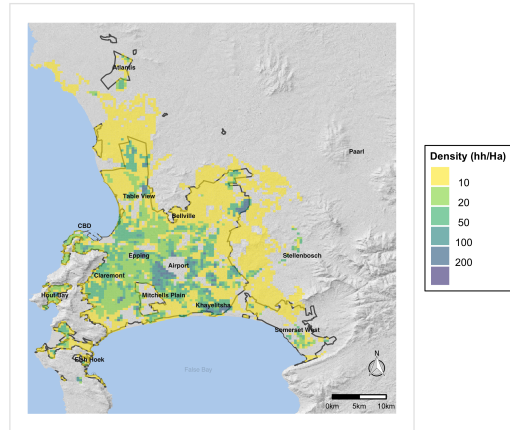 Atlantis
Paarl
Table View
Bellville
CBD
Epping
Stellenbosch
Airport
Claremont
Hout Bay
Mitchells Plain
Khayelitsha
Somerset West
Fish Hoek
False Bay
N
0km 5km 10km
Density (hh/Ha)
10
20
50
100
200